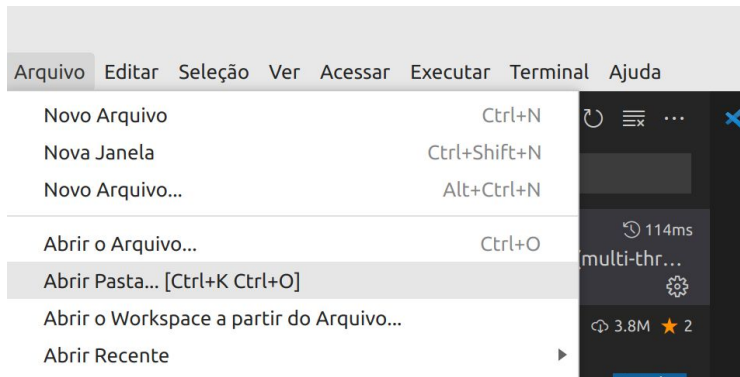 Arquivo Editar Seleção Ver Acessar Executar Terminal Ajuda
Novo Arquivo Ctrl+N
Nova Janela Ctrl+Shift+N
Novo Arquivo... Alt+Ctrl+N
Abrir o Arquivo... Ctrl+O
Abrir Pasta... [Ctrl+K Ctrl+O]
Abrir o Workspace a partir do Arquivo...
Abrir Recente
114ms
multi-thr...
3.8M ★ 2